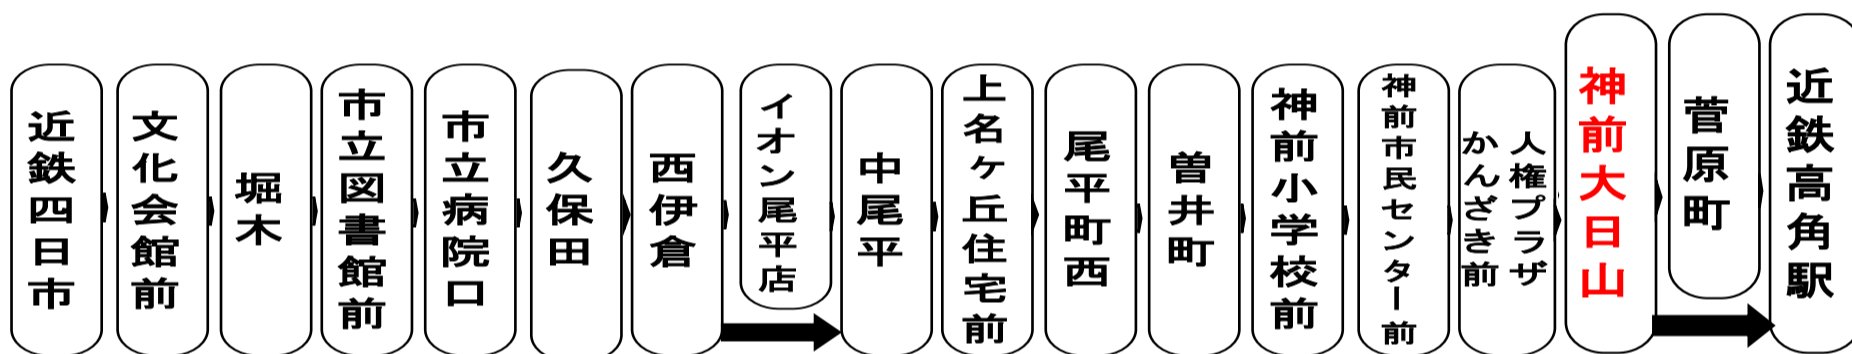 近鉄四日市
文化会館前
堀木
市立図書館前
市立病院口
久保田
西伊倉
イオン尾平店
中尾平
上名ヶ丘住宅前
尾平町西
曽井町
神前小学校前
神前市民センター前
人権プラザ
かんざき前
神前大日山
菅原町
近鉄高角駅